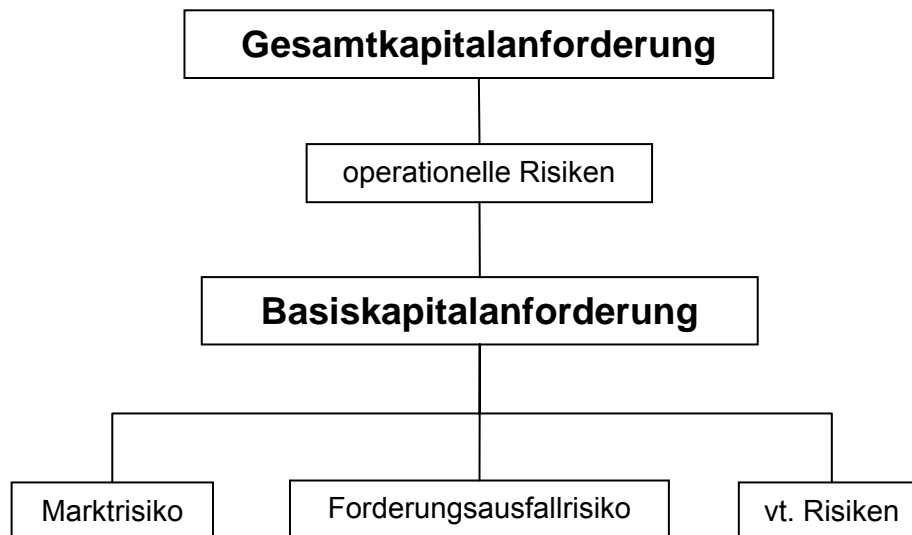 Gesamtkapitalanforderung
operationelle Risiken
Basiskapitalanforderung
Marktrisiko
Forderungsausfallrisiko
vt. Risiken